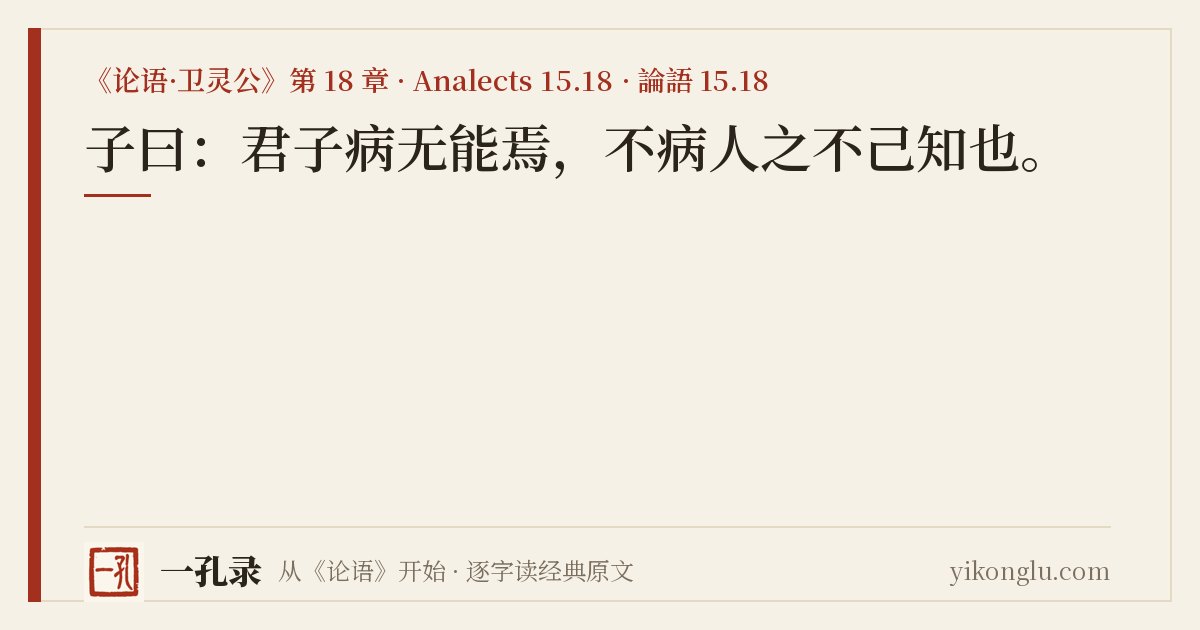 《论语·卫灵公》第 18 章 · Analects 15.18 · 論語 15.18
子曰：君子病无能焉，不病人之不己知也。
一孔
一孔录 从《论语》开始 · 逐字读经典原文 yikonglu.com